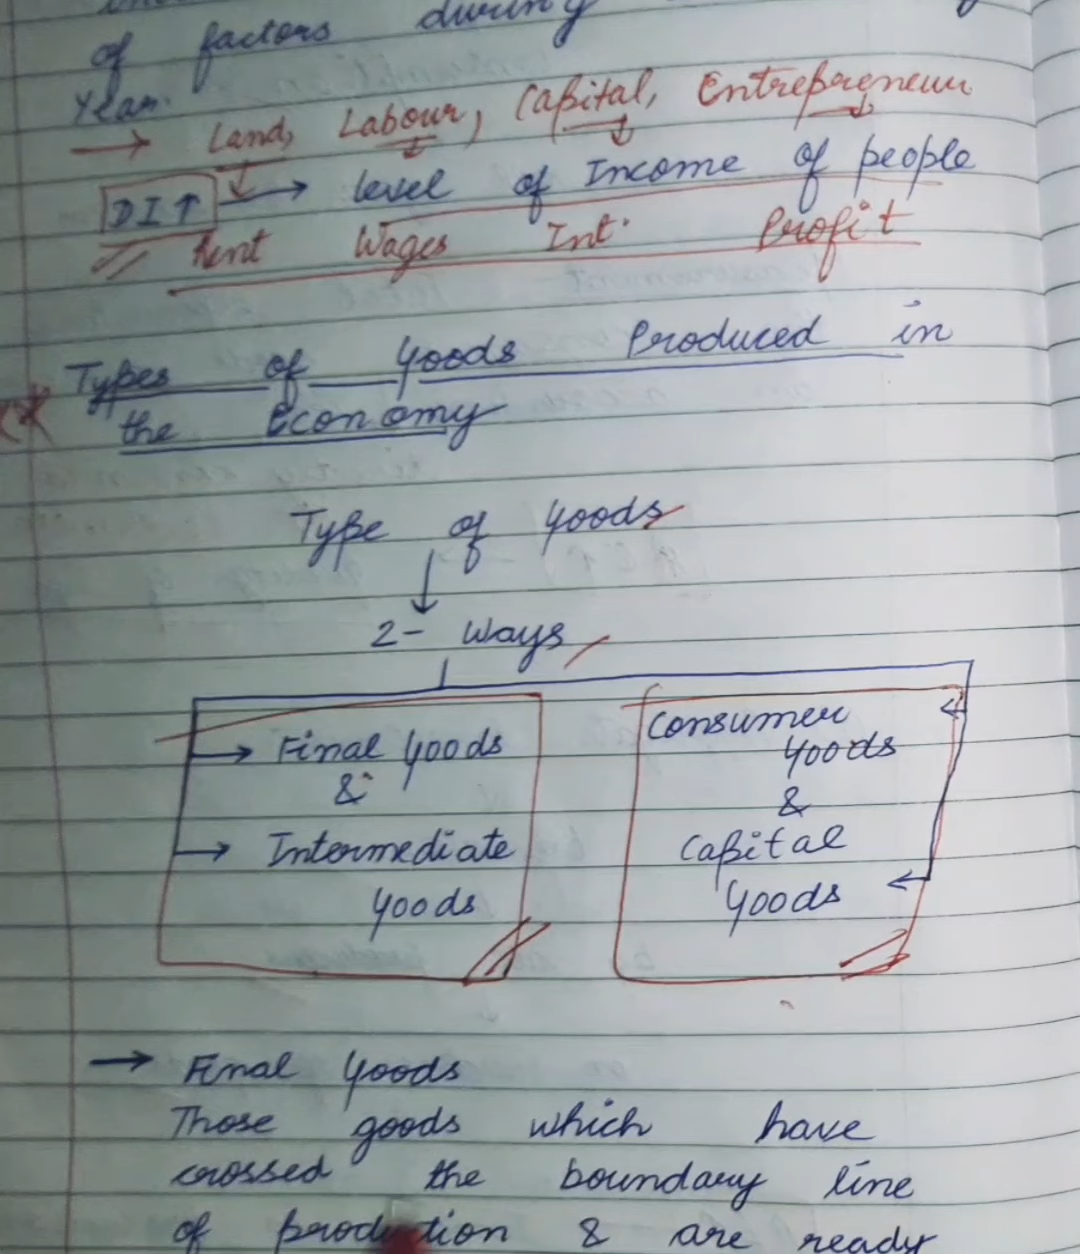 of factors during
Year.
→ Land, Labour, Capital, Entrepreneur
DI↑ → level of Income of people
Rent Wages Int. Profit
Types of Goods Produced in
the Economy
Type of Goods
↓
2- Ways
→ Final Goods
&
→ Intermediate
Goods
Consumer
Goods
&
Capital
Goods
→ Final Goods
Those goods which have
crossed the boundary line
of production & are ready